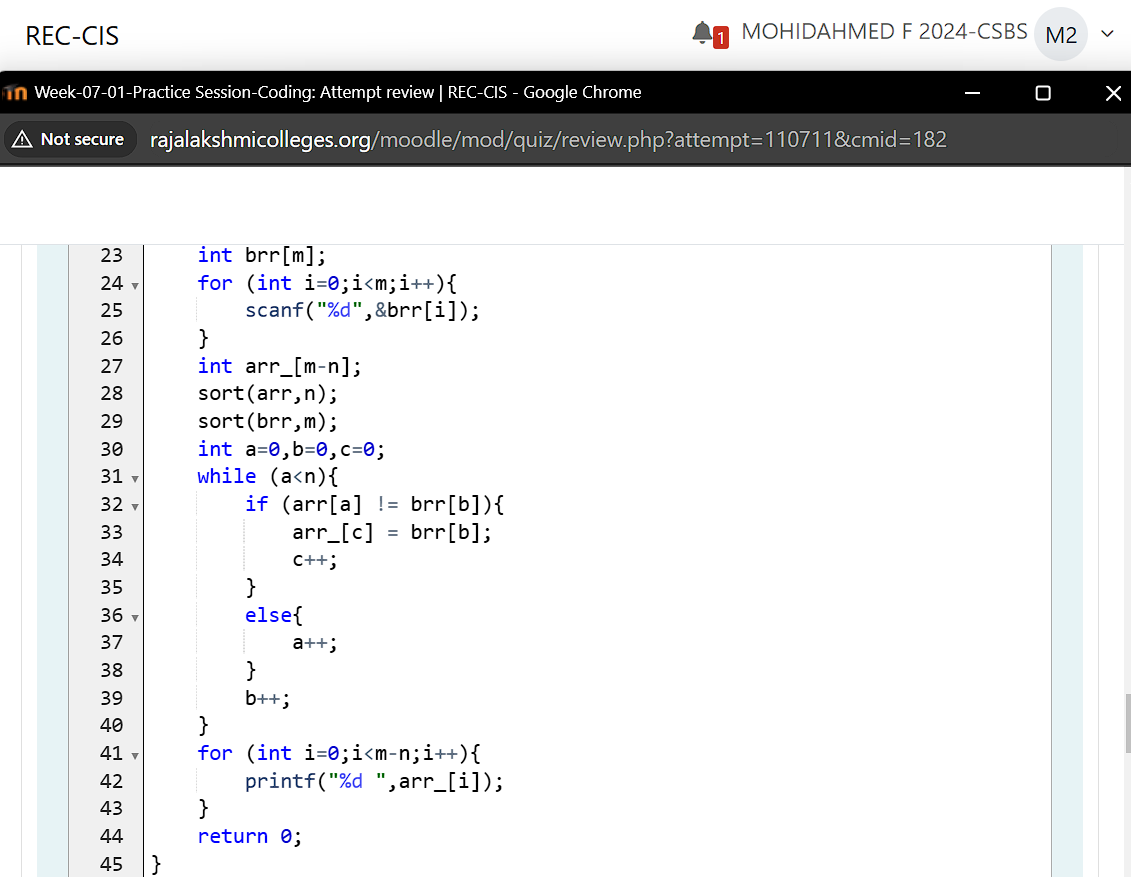 REC-CIS
1 MOHIDAHMED F 2024-CSBS M2
Week-07-01-Practice Session-Coding: Attempt review | REC-CIS - Google Chrome
Not secure rajalakshmicolleges.org/moodle/mod/quiz/review.php?attempt=110711&cmid=182
23     int brr[m];
24     for (int i=0;i<m;i++){
25         scanf("%d",&brr[i]);
26     }
27     int arr_[m-n];
28     sort(arr,n);
29     sort(brr,m);
30     int a=0,b=0,c=0;
31     while (a<n){
32         if (arr[a] != brr[b]){
33             arr_[c] = brr[b];
34             c++;
35         }
36         else{
37             a++;
38         }
39         b++;
40     }
41     for (int i=0;i<m-n;i++){
42         printf("%d ",arr_[i]);
43     }
44     return 0;
45 }